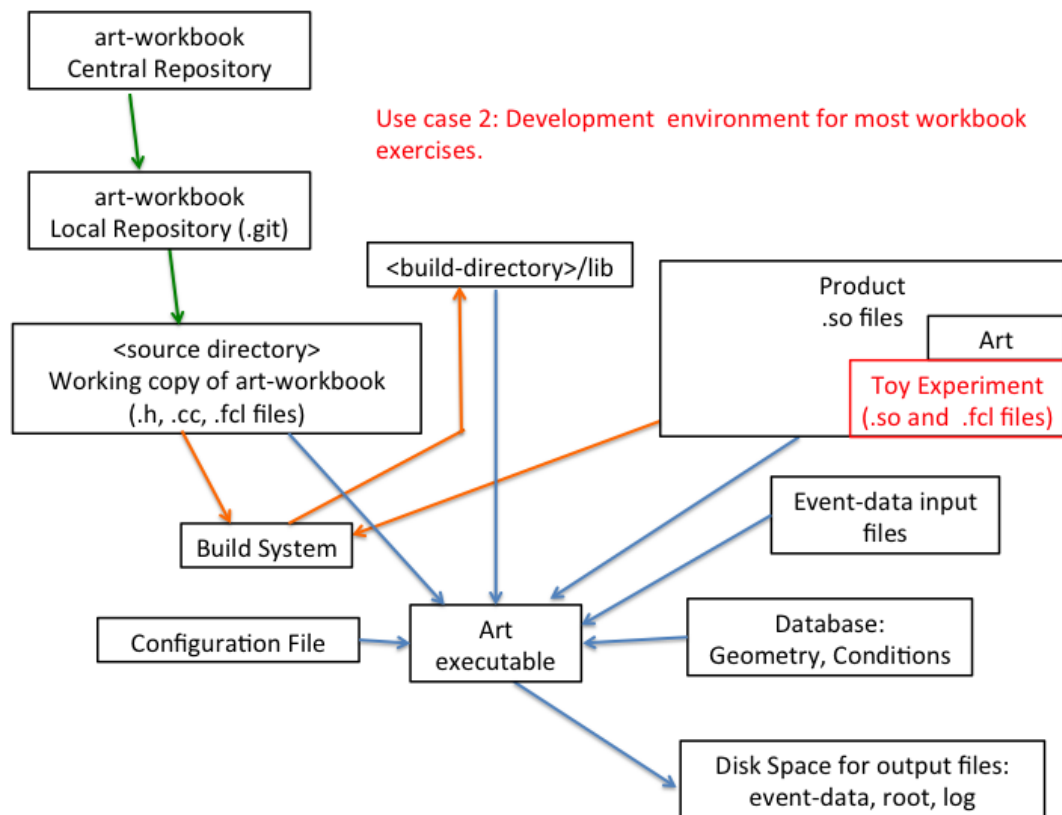 art-workbook
Central Repository
Use case 2: Development environment for most workbook
exercises.
art-workbook
Local Repository (.git)
<build-directory>/lib
Product
.so files
Art
Toy Experiment
(.so and .fcl files)
<source directory>
Working copy of art-workbook
(.h, .cc, .fcl files)
Event-data input
files
Build System
Configuration File
Art
executable
Database:
Geometry, Conditions
Disk Space for output files:
event-data, root, log